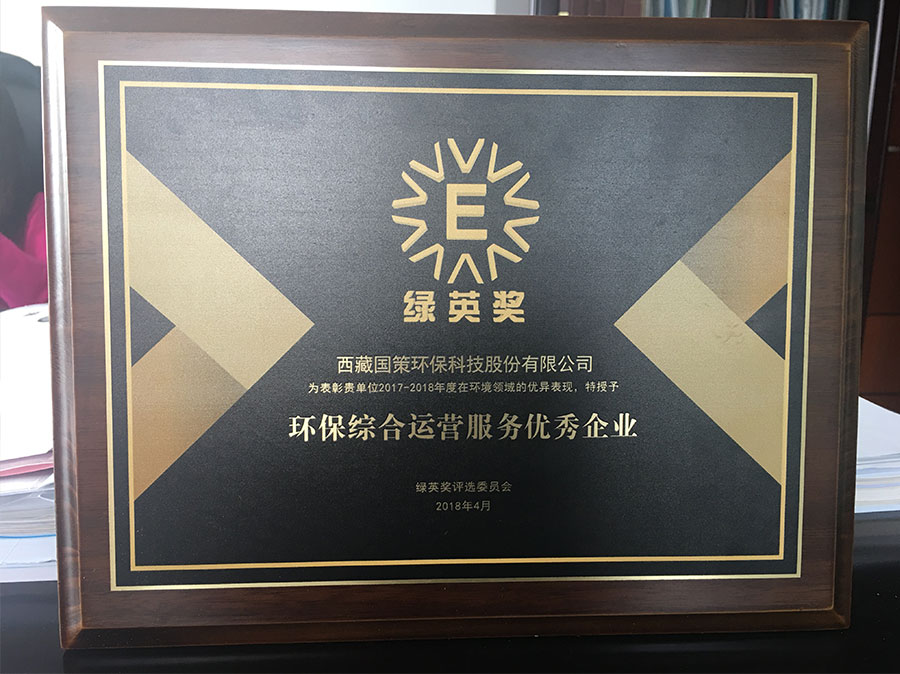 E
绿英奖
西藏国策环保科技股份有限公司
为表彰贵单位2017-2018年度在环境领域的优异表现，特授予
环保综合运营服务优秀企业
绿英奖评选委员会
2018年4月